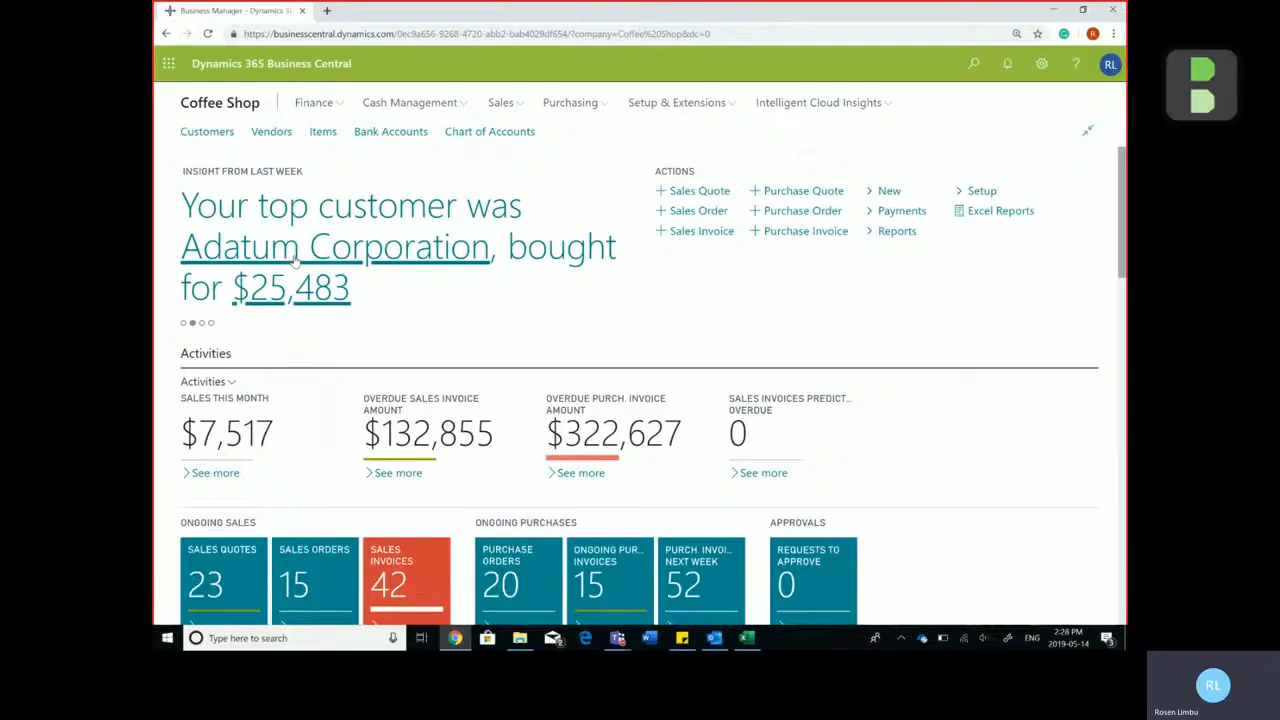 Business Manager - Dynamics 3
https://businesscentral.dynamics.com/0ec9a656-9268-4720-abb2-bab4029df654/?company=Coffee%20Shop&dc=0
R
Dynamics 365 Business Central
RL
Coffee Shop
Finance
Cash Management
Sales
Purchasing
Setup & Extensions
Intelligent Cloud Insights
Customers
Vendors
Items
Bank Accounts
Chart of Accounts
INSIGHT FROM LAST WEEK
Your top customer was
Adatum Corporation, bought
for $25,483
ACTIONS
Sales Quote
Purchase Quote
New
Setup
Sales Order
Purchase Order
Payments
Excel Reports
Sales Invoice
Purchase Invoice
Reports
Activities
Activities
SALES THIS MONTH
$7,517
See more
OVERDUE SALES INVOICE
AMOUNT
$132,855
See more
OVERDUE PURCH. INVOICE
AMOUNT
$322,627
See more
SALES INVOICES PREDICT...
OVERDUE
0
See more
ONGOING SALES
SALES QUOTES
23
SALES ORDERS
15
SALES
INVOICES
42
ONGOING PURCHASES
PURCHASE
ORDERS
20
ONGOING PUR...
INVOICES
15
PURCH. INVOI...
NEXT WEEK
52
APPROVALS
REQUESTS TO
APPROVE
0
Type here to search
ENG
2:28 PM
2019-05-14
RL
Rosen Limbu